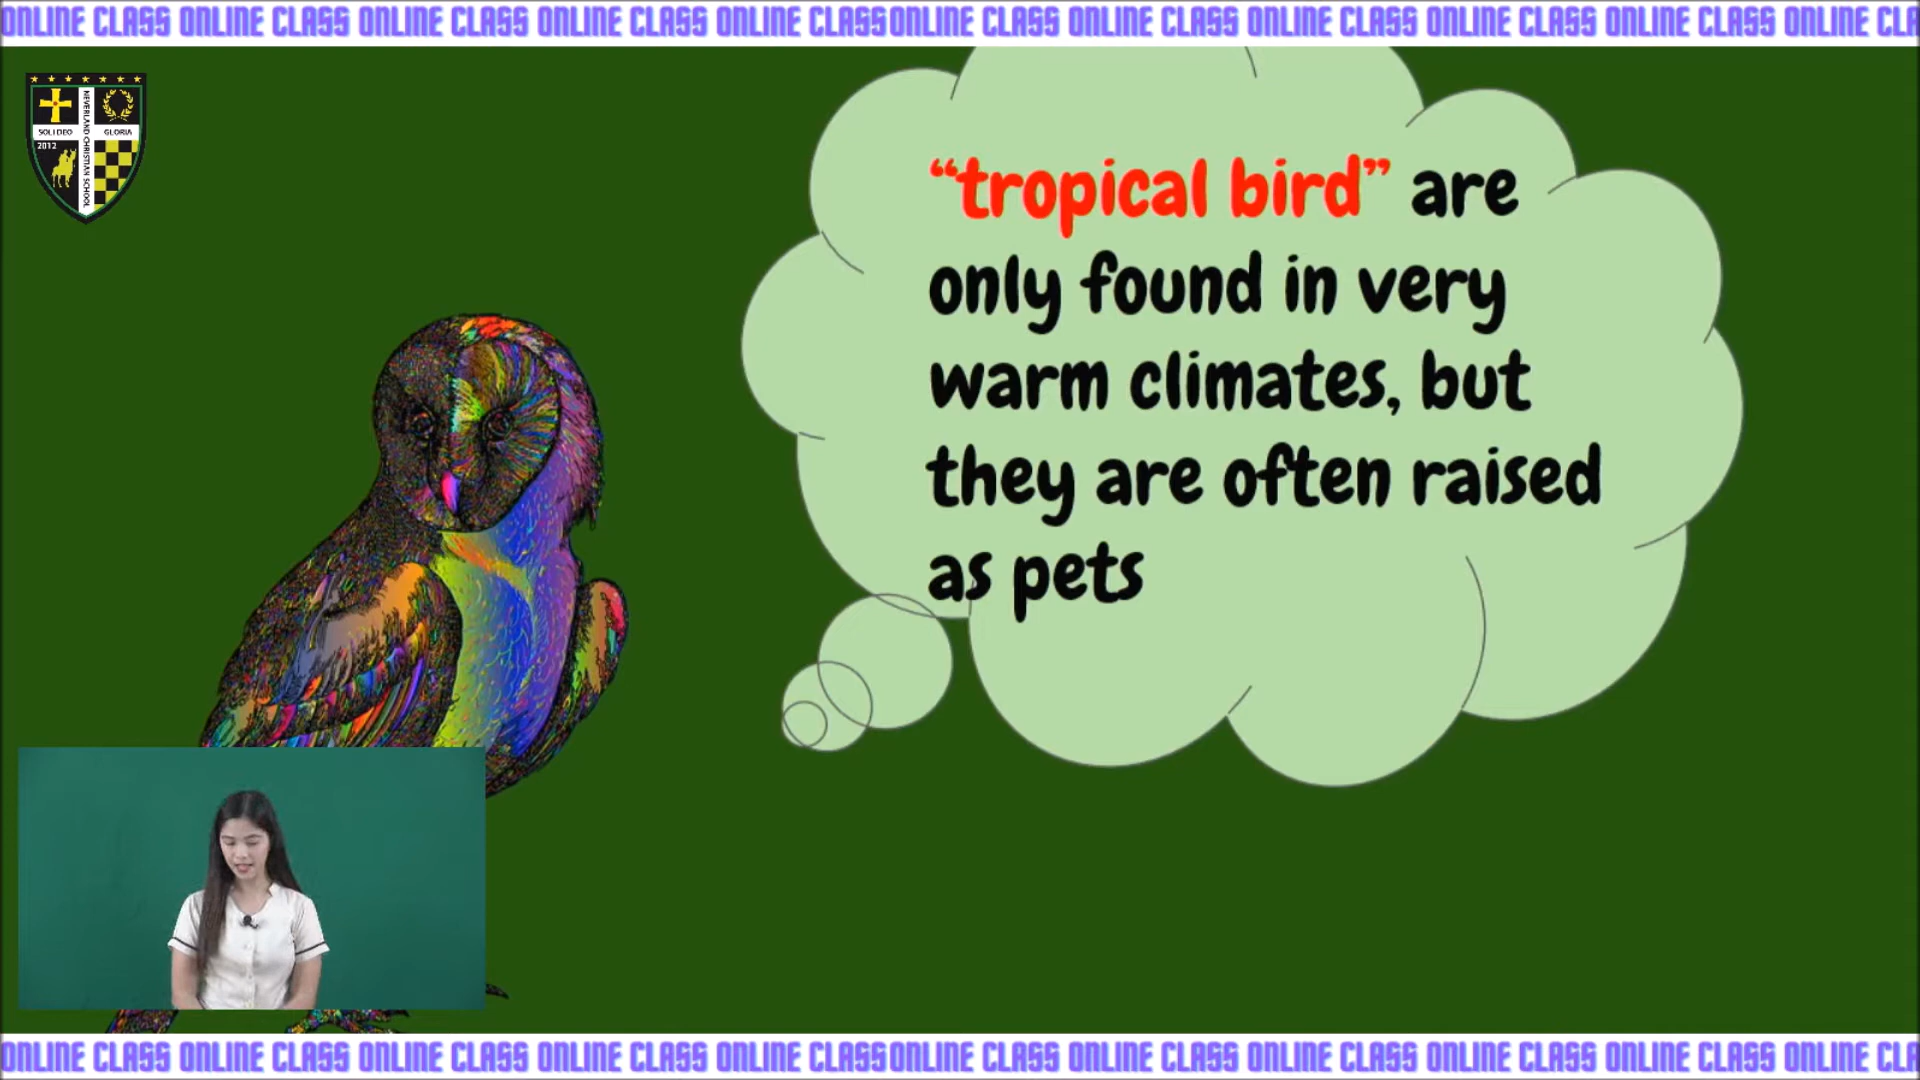 ONLINE CLASS ONLINE CLASS ONLINE CLASS ONLINE CLASS ONLINE CLASS ONLINE CLASS ONLINE CLASS ONLINE CLASS ONLINE CLASS ONLINE CLASS ONLINE CLA
SOLI DEO GLORIA
2012
NEVERLAND CHRISTIAN SCHOOL
“tropical bird” are
only found in very
warm climates, but
they are often raised
as pets
ONLINE CLASS ONLINE CLASS ONLINE CLASS ONLINE CLASS ONLINE CLASS ONLINE CLASS ONLINE CLASS ONLINE CLASS ONLINE CLASS ONLINE CLASS ONLINE CLA